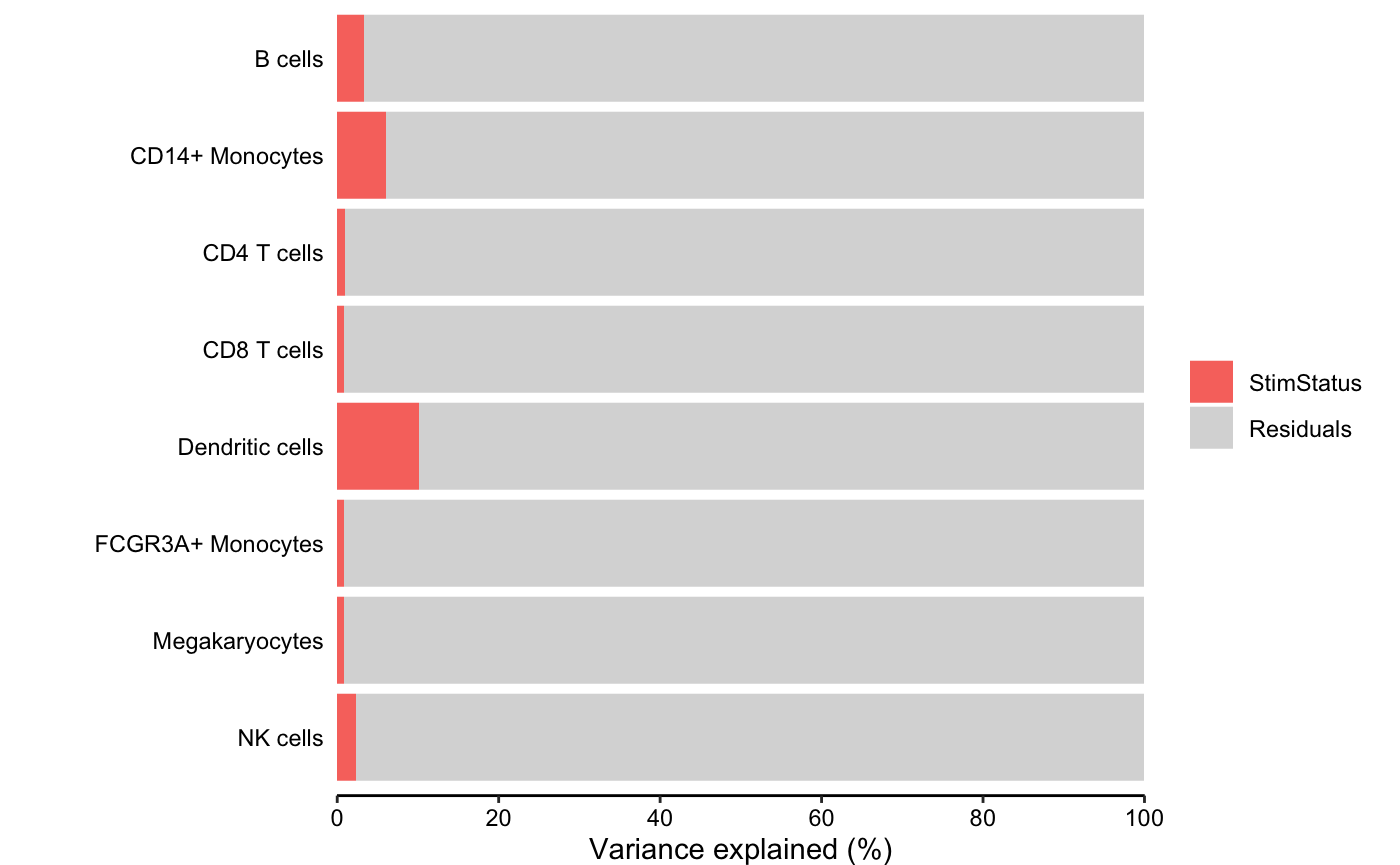 B cells
CD14+ Monocytes
CD4 T cells
CD8 T cells
Dendritic cells
FCGR3A+ Monocytes
Megakaryocytes
NK cells
0 20 40 60 80 100
Variance explained (%)
StimStatus
Residuals